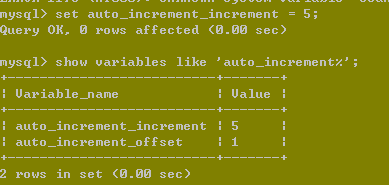 mysql> set auto_increment_increment = 5;
Query OK, 0 rows affected (0.00 sec)
mysql> show variables like 'auto_increment%';
+--------------------------+-------+
| Variable_name            | Value |
+--------------------------+-------+
| auto_increment_increment | 5     |
| auto_increment_offset    | 1     |
+--------------------------+-------+
2 rows in set (0.00 sec)